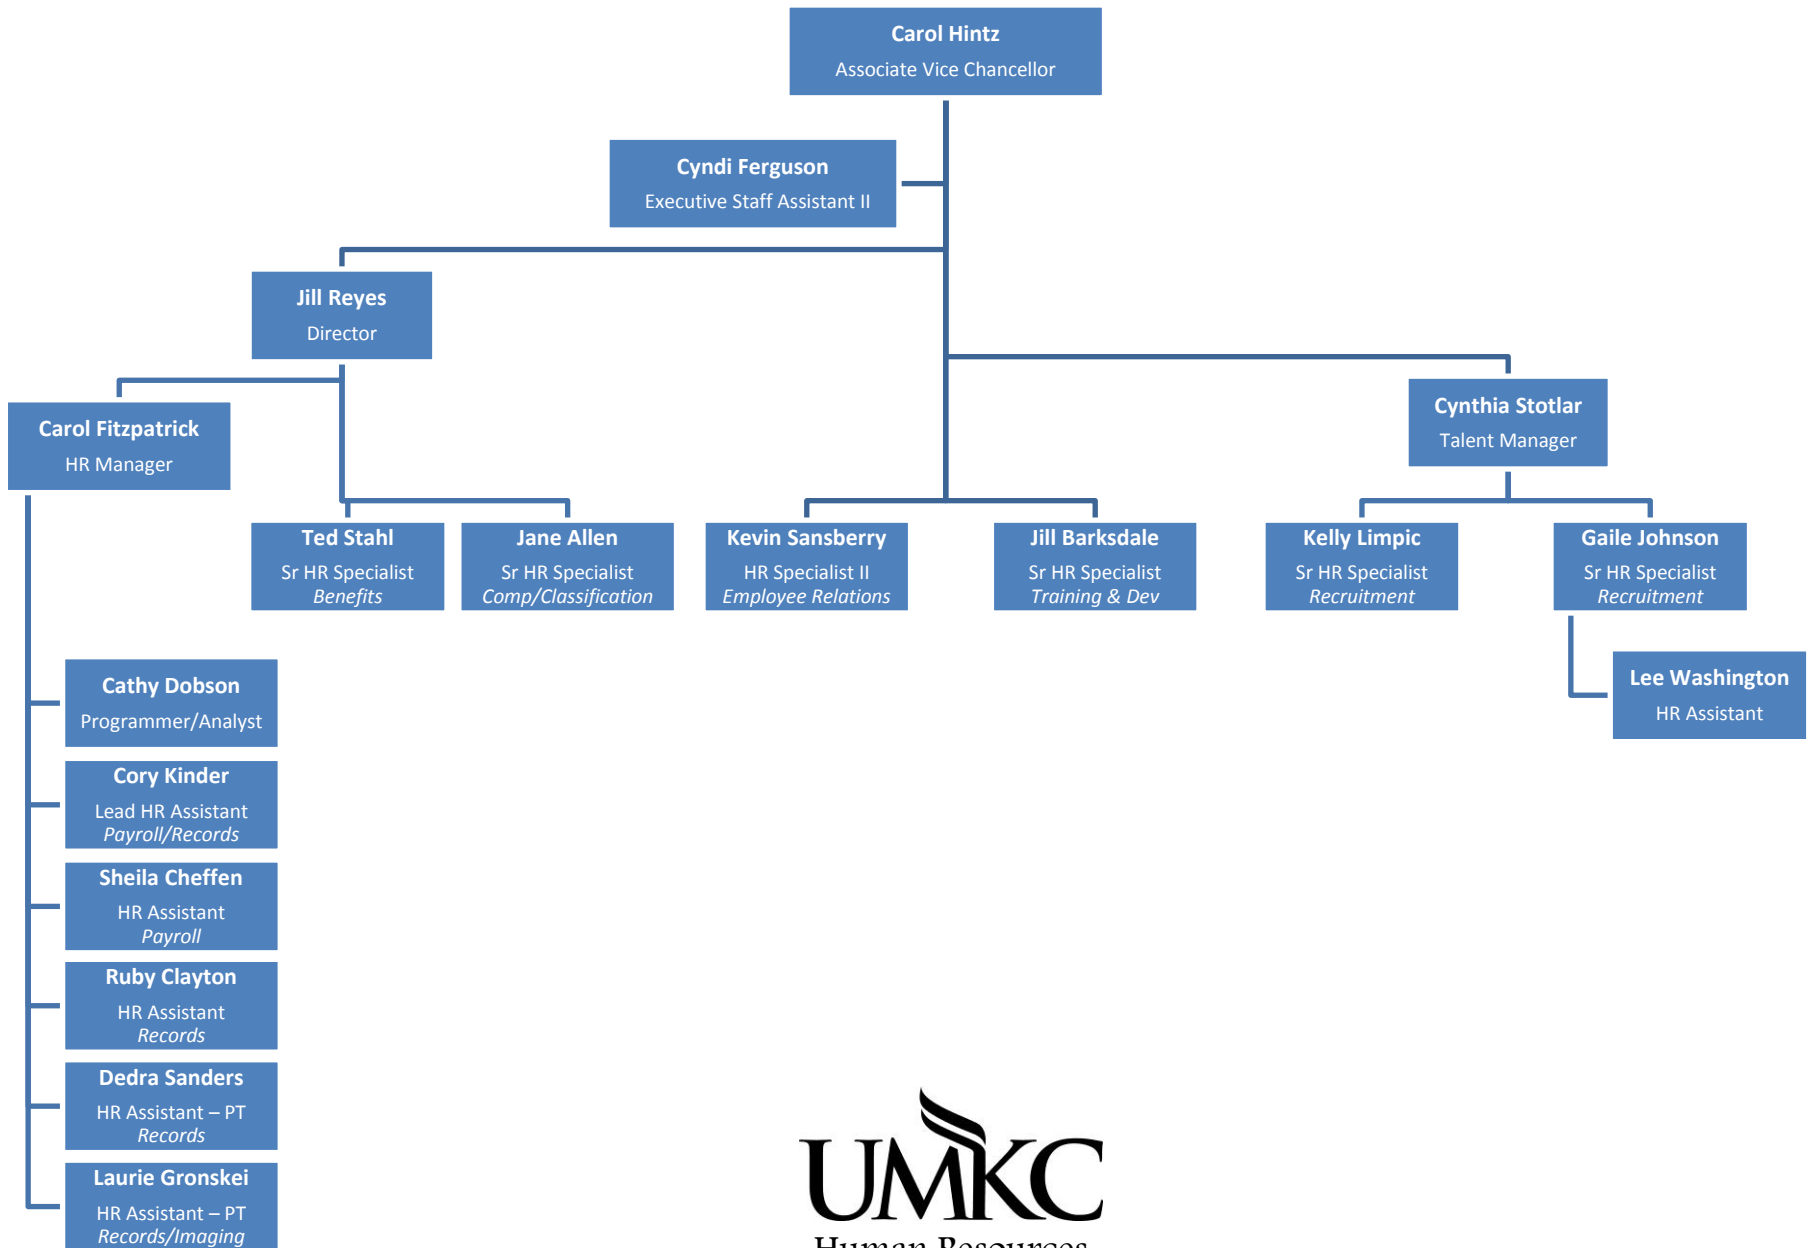 Carol Hintz
Associate Vice Chancellor
Cyndi Ferguson
Executive Staff Assistant II
Jill Reyes
Director
Carol Fitzpatrick
HR Manager
Cynthia Stotlar
Talent Manager
Ted Stahl
Sr HR Specialist
Benefits
Jane Allen
Sr HR Specialist
Comp/Classification
Kevin Sansberry
HR Specialist II
Employee Relations
Jill Barksdale
Sr HR Specialist
Training & Dev
Kelly Limpic
Sr HR Specialist
Recruitment
Gaile Johnson
Sr HR Specialist
Recruitment
Lee Washington
HR Assistant
Cathy Dobson
Programmer/Analyst
Cory Kinder
Lead HR Assistant
Payroll/Records
Sheila Cheffen
HR Assistant
Payroll
Ruby Clayton
HR Assistant
Records
Dedra Sanders
HR Assistant – PT
Records
Laurie Gronskei
HR Assistant – PT
Records/Imaging
UMKC
Human Resources